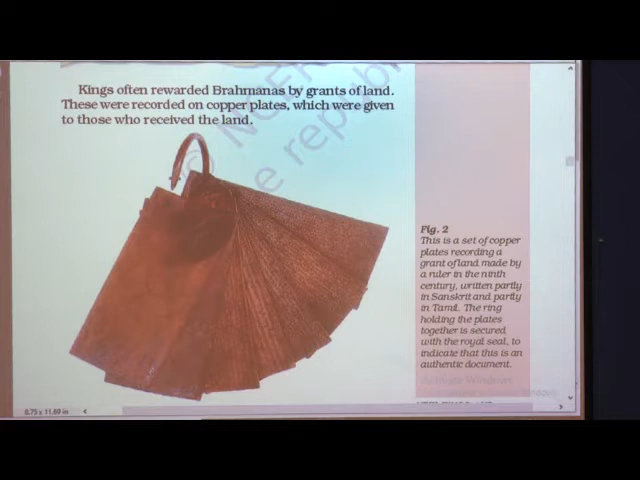 Kings often rewarded Brahmanas by grants of land.
These were recorded on copper plates, which were given
to those who received the land.
Fig. 2
This is a set of copper
plates recording a
grant of land made by
a ruler in the ninth
century, written partly
in Sanskrit and partly
in Tamil. The ring
holding the plates
together is secured
with the royal seal, to
indicate that this is an
authentic document.
Activate Windows
8.75 x 11.69 in